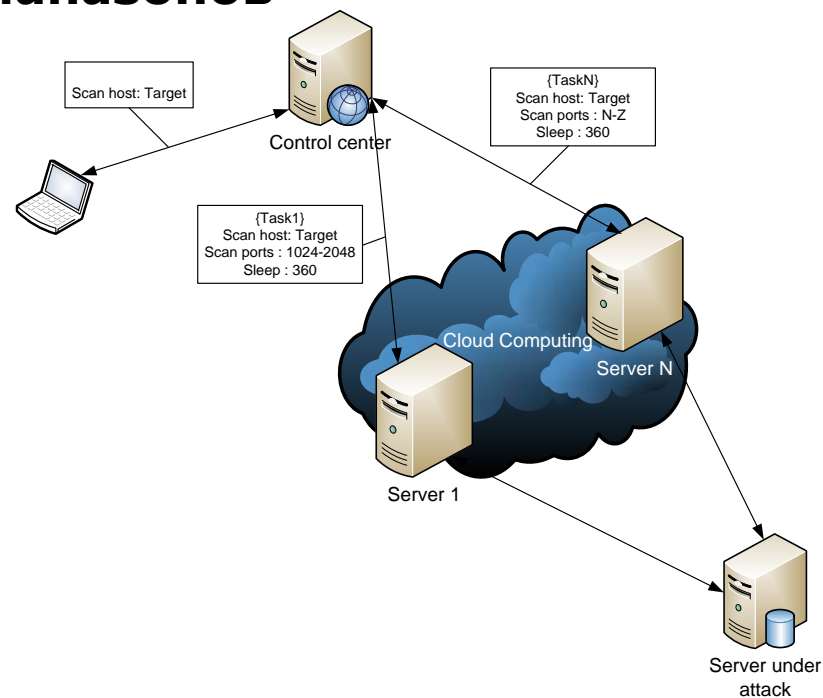 Scan host: Target
{TaskN}
Scan host: Target
Scan ports : N-Z
Sleep : 360
Control center
{Task1}
Scan host: Target
Scan ports : 1024-2048
Sleep : 360
Cloud Computing
Server N
Server 1
Server under
attack